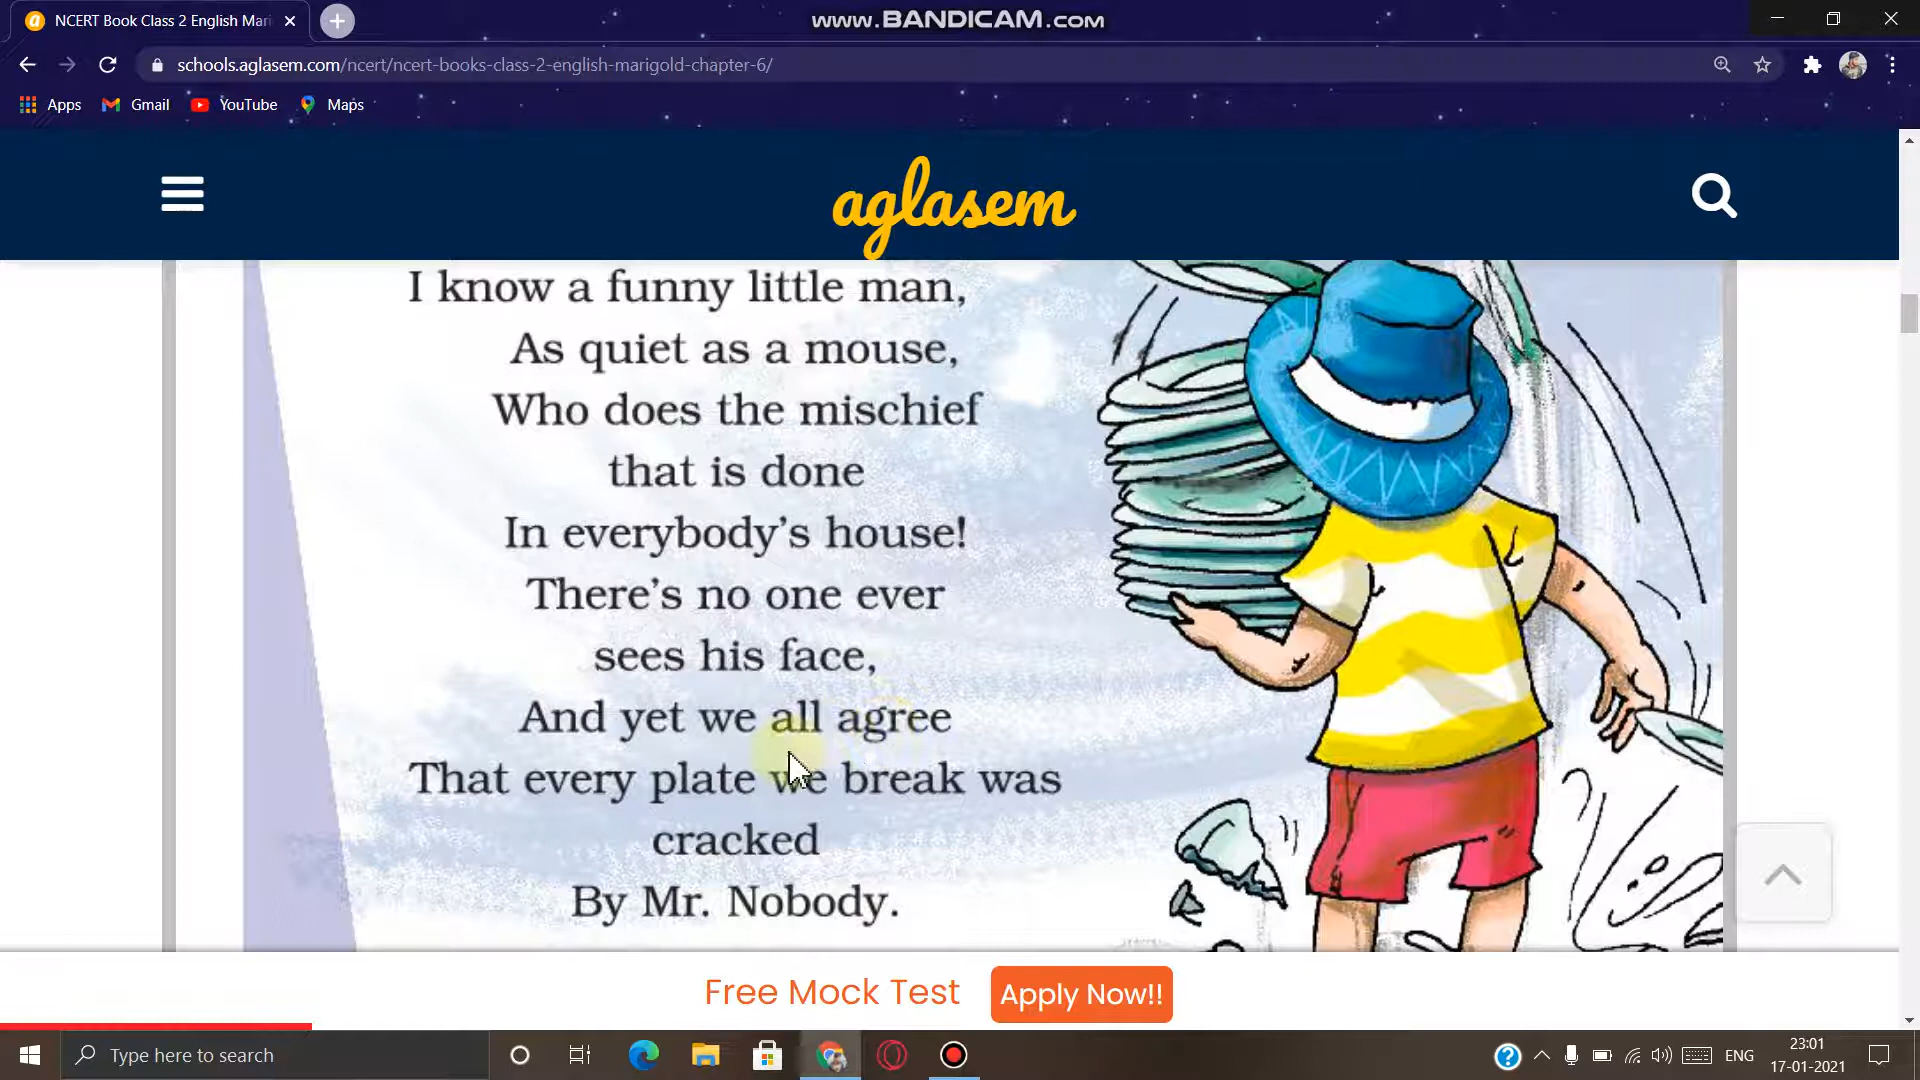 NCERT Book Class 2 English Mari
www.BANDICAM.com
schools.aglasem.com/ncert/ncert-books-class-2-english-marigold-chapter-6/
Apps Gmail YouTube Maps
aglasem
I know a funny little man,
As quiet as a mouse,
Who does the mischief
that is done
In everybody's house!
There's no one ever
sees his face,
And yet we all agree
That every plate we break was
cracked
By Mr. Nobody.
Free Mock Test Apply Now!!
Type here to search
ENG
23:01
17-01-2021